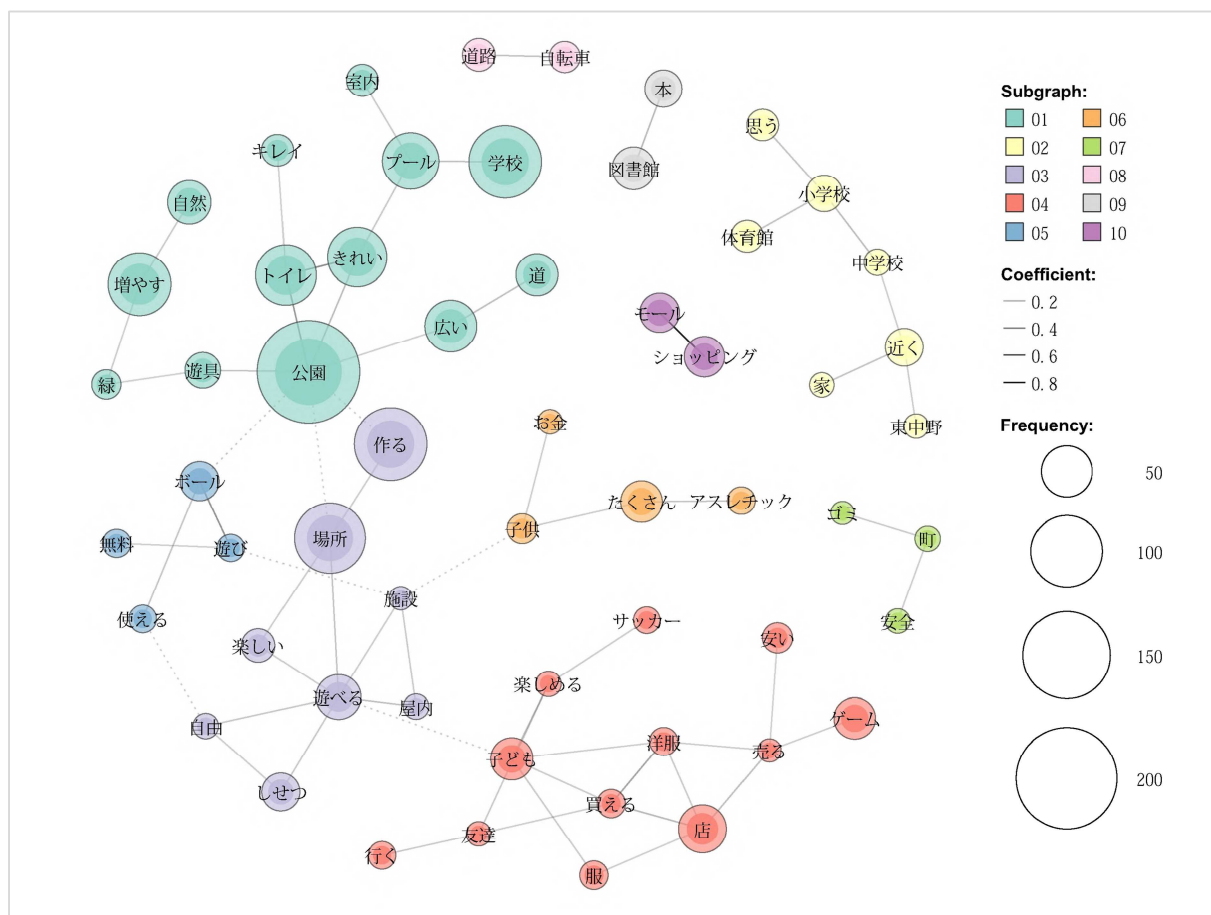 道路
自転車
室内
本
キレイ
プール
学校
図書館
思う
小学校
体育館
中学校
自然
増やす
トイレ
きれい
道
広い
緑
遊具
公園
モール
ショッピング
近く
家
東中野
作る
お金
ボール
たくさん
アスレチック
子供
場所
無料
遊び
ゴミ
町
安全
施設
使える
楽しい
サッカー
安い
遊べる
楽しめる
自由
屋内
ゲーム
子ども
洋服
売る
しせつ
買える
店
友達
行く
服
Subgraph:
01 06
02 07
03 08
04 09
05 10
Coefficient:
0.2
0.4
0.6
0.8
Frequency:
50
100
150
200